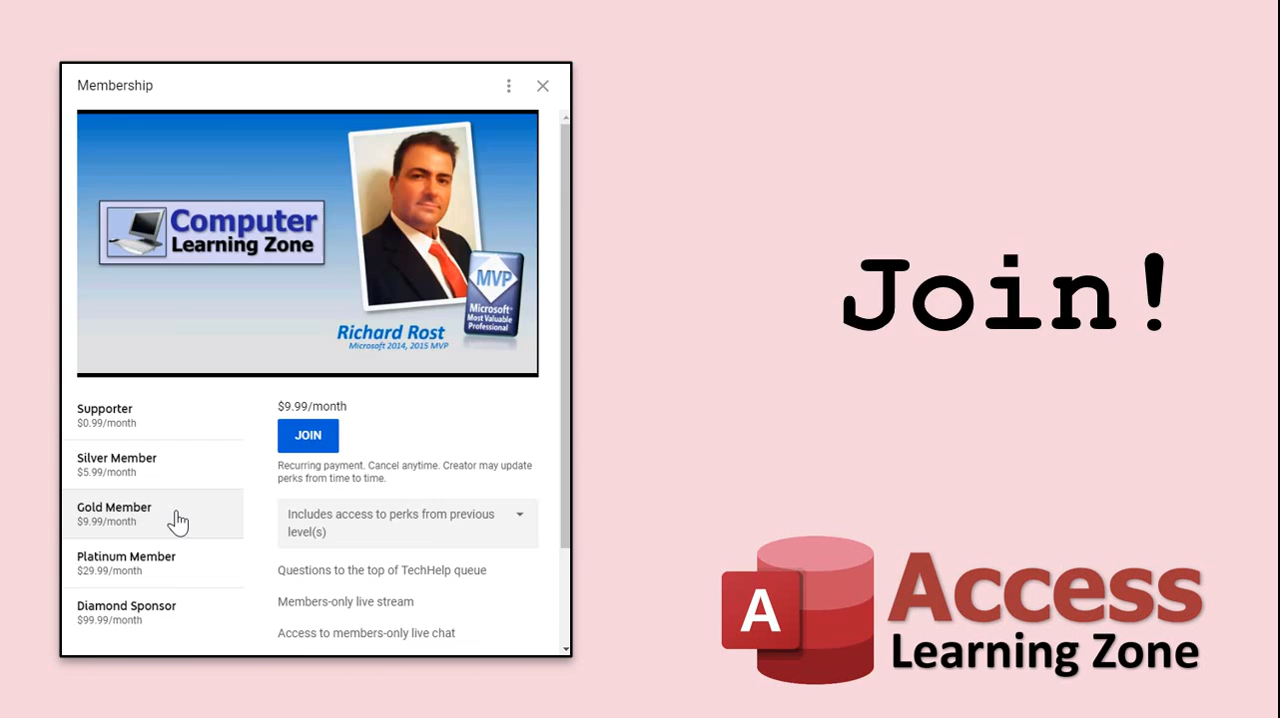 Membership
Computer
Learning Zone
MVP
Microsoft®
Most Valuable
Professional
Richard Rost
Microsoft 2014, 2015 MVP
Supporter
$0.99/month
Silver Member
$5.99/month
Gold Member
$9.99/month
Platinum Member
$29.99/month
Diamond Sponsor
$99.99/month
$9.99/month
JOIN
Recurring payment. Cancel anytime. Creator may update
perks from time to time.
Includes access to perks from previous
level(s)
Questions to the top of TechHelp queue
Members-only live stream
Access to members-only live chat
Join!
A
Access
Learning Zone